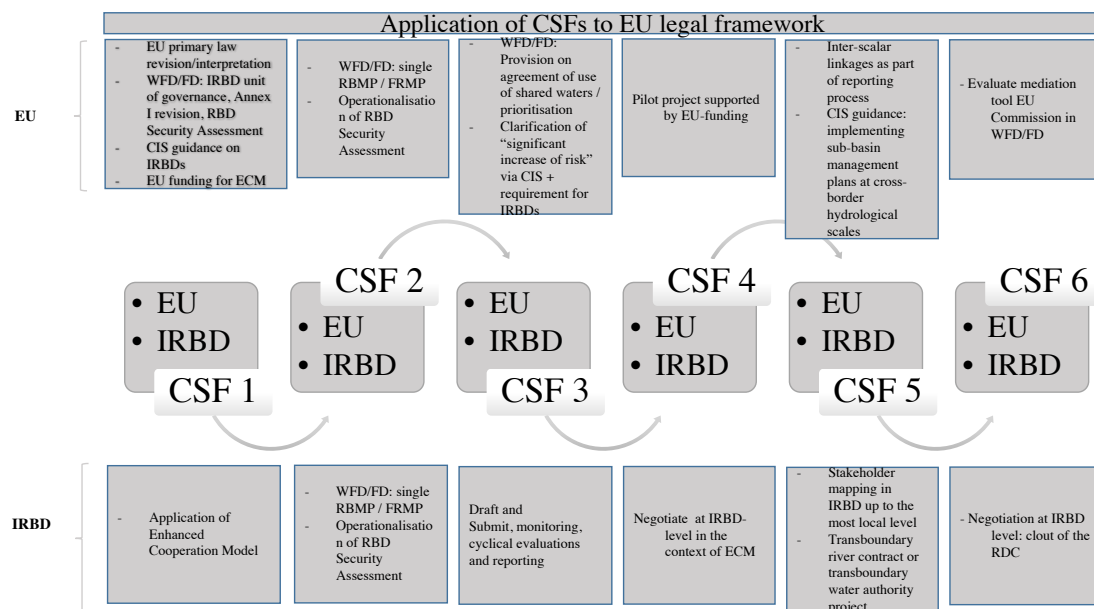 Application of CSFs to EU legal framework
EU
- EU primary law
revision/interpretation
- WFD/FD: IRBD unit
of governance, Annex
I revision, RBD
Security Assessment
- CIS guidance on
IRBDs
- EU funding for ECM
- WFD/FD: single
RBMP / FRMP
- Operationalisatio
n of RBD
Security
Assessment
- WFD/FD:
Provision on
agreement of use
of shared waters /
prioritisation
- Clarification of
“significant
increase of risk”
via CIS +
requirement for
IRBDs
Pilot project supported
by EU-funding
- Inter-scalar
linkages as part
of reporting
process
- CIS guidance:
implementing
sub-basin
management
plans at cross-
border
hydrological
scales
- Evaluate mediation
tool EU
Commission in
WFD/FD
• EU
• IRBD
CSF 1
CSF 2
• EU
• IRBD
• EU
• IRBD
CSF 3
CSF 4
• EU
• IRBD
• EU
• IRBD
CSF 5
CSF 6
• EU
• IRBD
IRBD
- Application of
Enhanced
Cooperation Model
- WFD/FD: single
RBMP / FRMP
- Operationalisatio
n of RBD
Security
Assessment
Draft and
Submit, monitoring,
cyclical evaluations
and reporting
Negotiate at IRBD-
level in the
context of ECM
- Stakeholder
mapping in
IRBD up to the
most local level
- Transboundary
river contract or
transboundary
water authority
project
- Negotiation at IRBD
level: clout of the
RDC